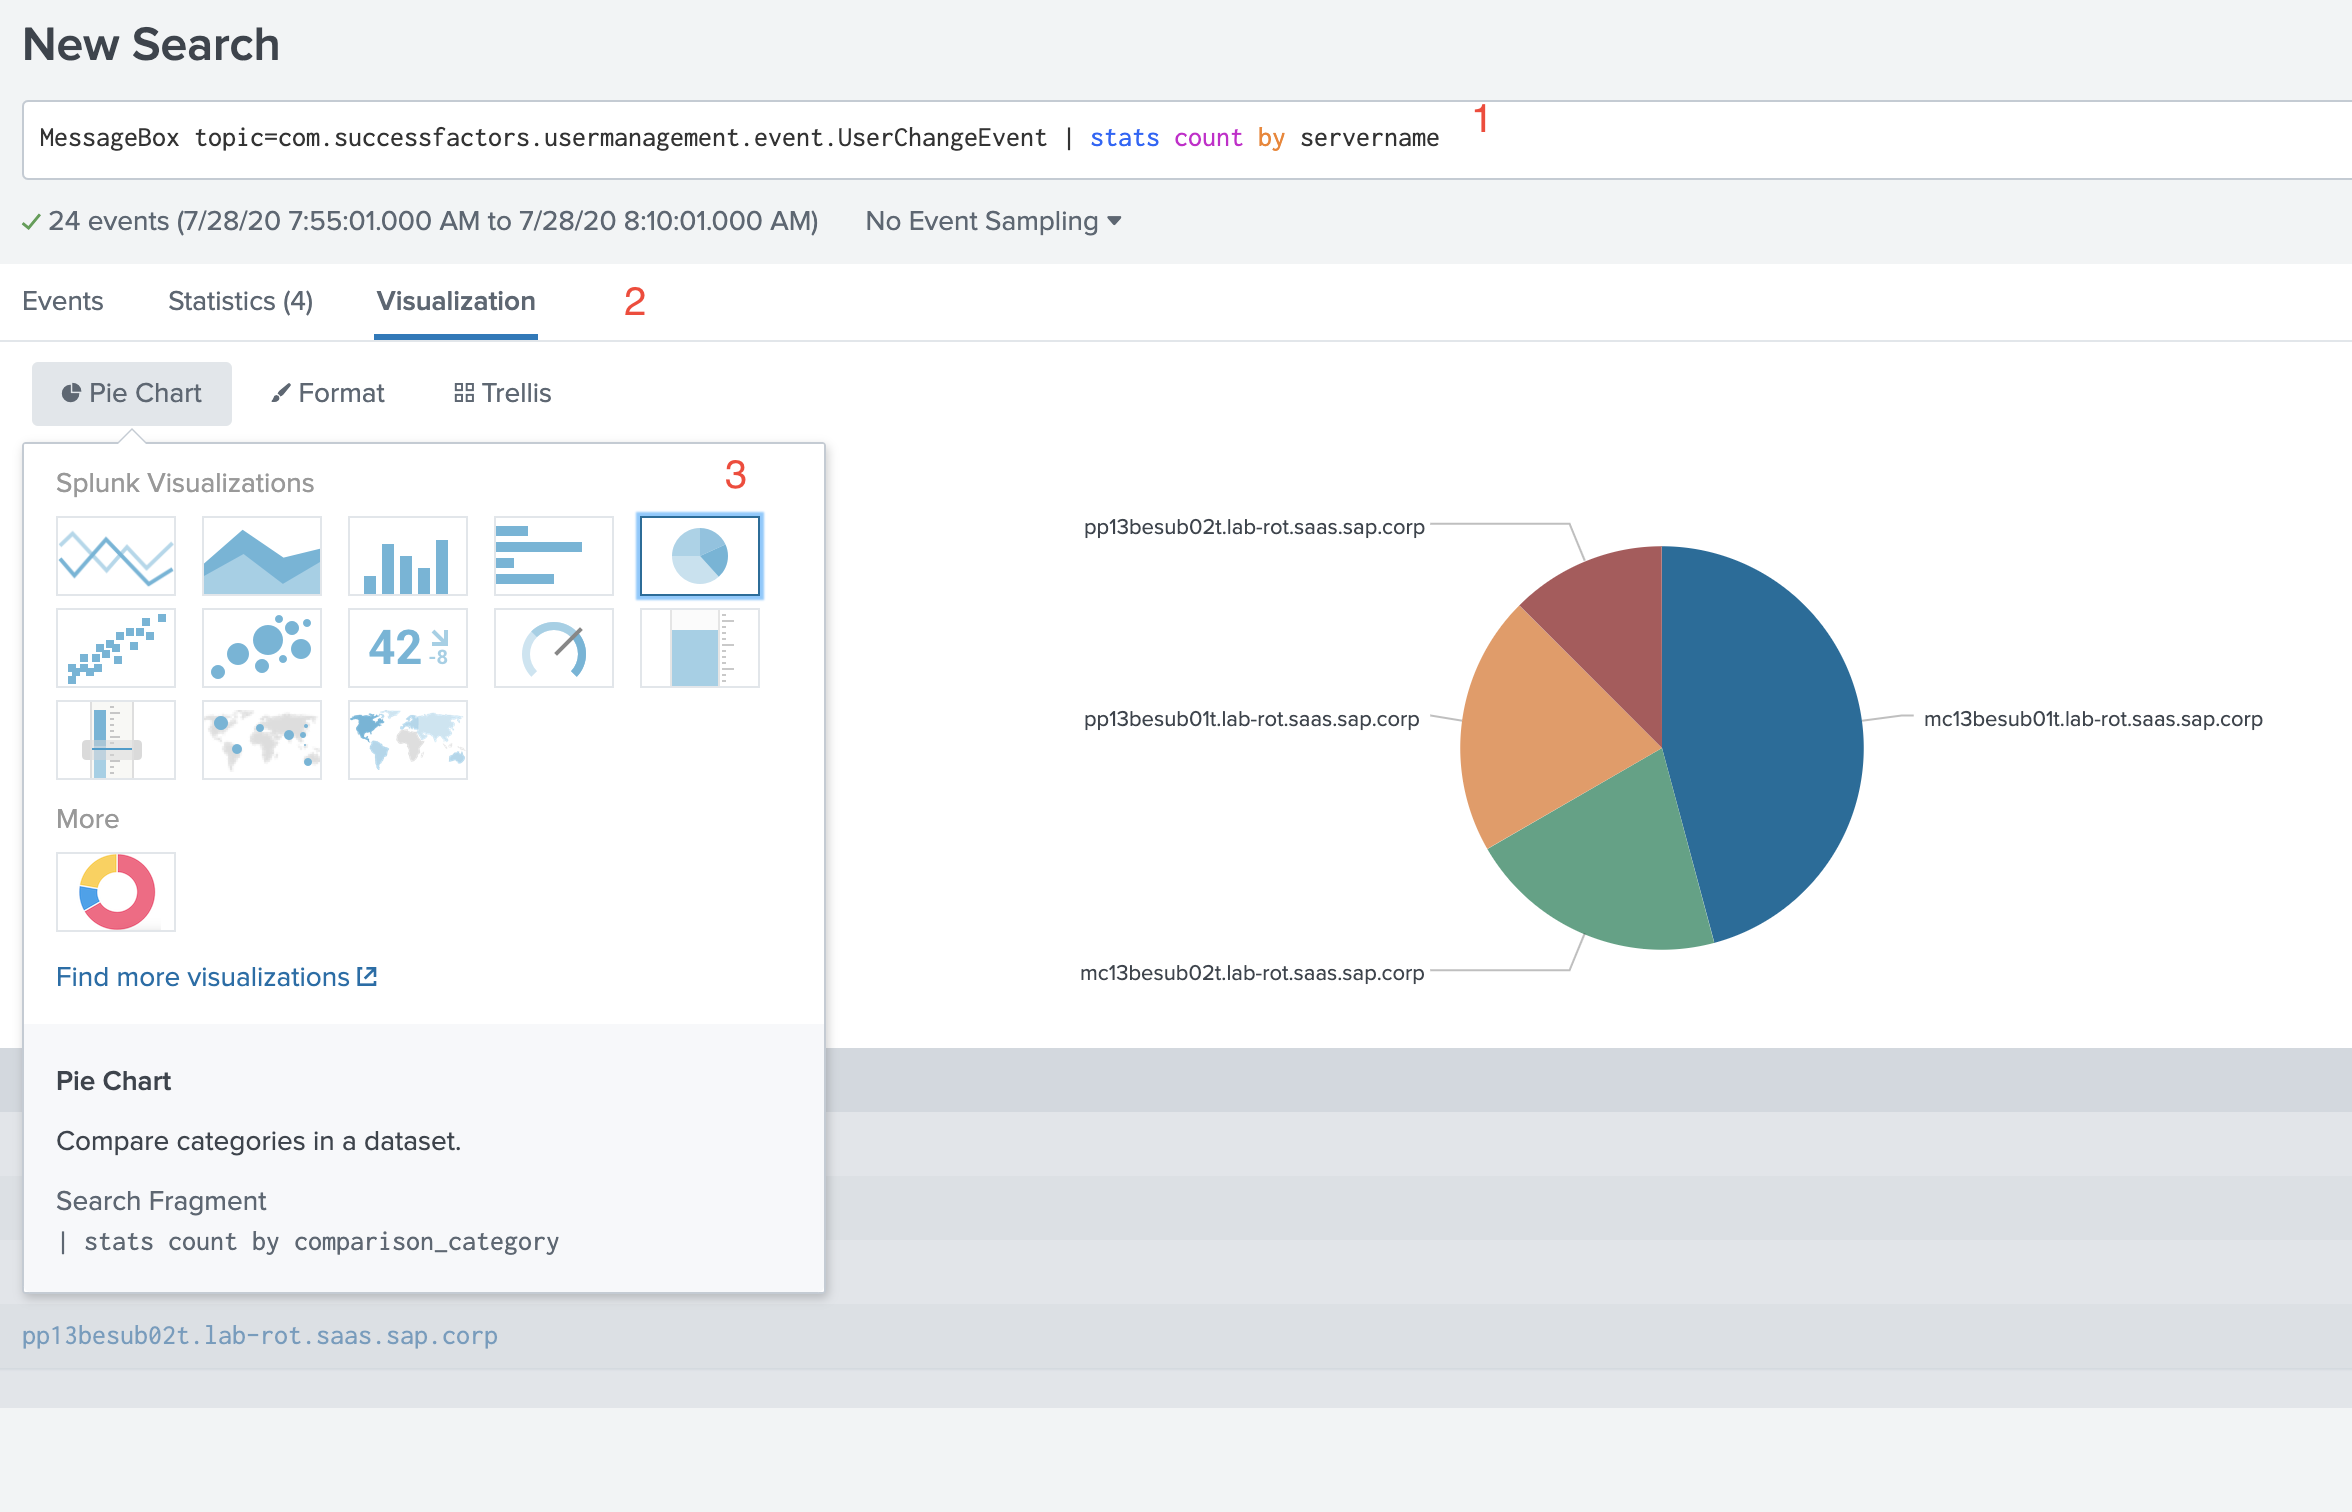 New Search
MessageBox topic=com.successfactors.usermanagement.event.UserChangeEvent | stats count by servername
1
24 events (7/28/20 7:55:01.000 AM to 7/28/20 8:10:01.000 AM)
No Event Sampling
Events
Statistics (4)
Visualization
2
Pie Chart
Format
Trellis
Splunk Visualizations
3
42
-8
More
Find more visualizations
Pie Chart
Compare categories in a dataset.
Search Fragment
| stats count by comparison_category
pp13besub02t.lab-rot.saas.sap.corp
pp13besub01t.lab-rot.saas.sap.corp
mc13besub01t.lab-rot.saas.sap.corp
mc13besub02t.lab-rot.saas.sap.corp
pp13besub02t.lab-rot.saas.sap.corp